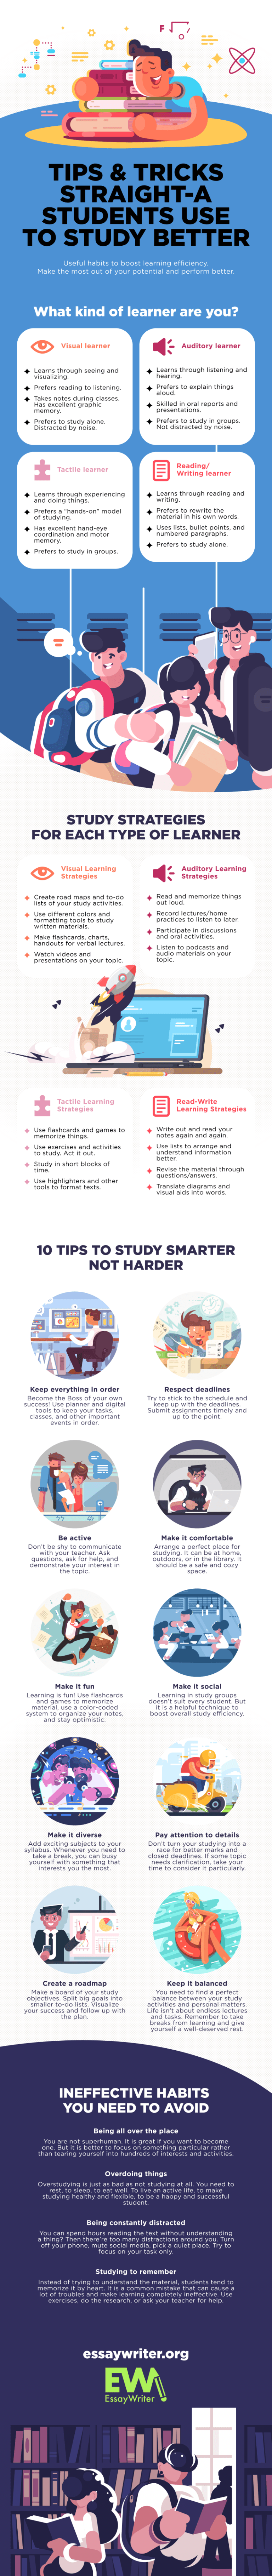 F
TIPS & TRICKS
STRAIGHT-A
STUDENTS USE
TO STUDY BETTER
Useful habits to boost learning efficiency.
Make the most out of your potential and perform better.
What kind of learner are you?
Visual learner
Learns through seeing and
visualizing.
Prefers reading to listening.
Takes notes during classes.
Has excellent graphic
memory.
Prefers to study alone.
Distracted by noise.
Auditory learner
Learns through listening and
hearing.
Prefers to explain things
aloud.
Skilled in oral reports and
presentations.
Prefers to study in groups.
Not distracted by noise.
Tactile learner
Learns through experiencing
and doing things.
Prefers a "hands-on" model
of studying.
Has excellent hand-eye
coordination and motor
memory.
Prefers to study in groups.
Reading/
Writing learner
Learns through reading and
writing.
Prefers to rewrite the
material in his own words.
Uses lists, bullet points, and
numbered paragraphs.
Prefers to study alone.
STUDY STRATEGIES
FOR EACH TYPE OF LEARNER
Visual Learning
Strategies
Create road maps and to-do
lists of your study activities.
Use different colors and
formatting tools to study
written materials.
Make flashcards, charts,
handouts for verbal lectures.
Watch videos and
presentations on your topic.
Auditory Learning
Strategies
Read and memorize things
out loud.
Record lectures/home
practices to listen to later.
Participate in discussions
and oral activities.
Listen to podcasts and
audio materials on your
topic.
Tactile Learning
Strategies
Use flashcards and games to
memorize things.
Use exercises and activities
to study. Act it out.
Study in short blocks of
time.
Use highlighters and other
tools to format texts.
Read-Write
Learning Strategies
Write out and read your
notes again and again.
Use lists to arrange and
understand information
better.
Revise the material through
questions/answers.
Translate diagrams and
visual aids into words.
10 TIPS TO STUDY SMARTER
NOT HARDER
Keep everything in order
Become the Boss of your own
success! Use planner and digital
tools to keep your tasks,
classes, and other important
events in order.
Respect deadlines
Try to stick to the schedule and
keep up with the deadlines.
Submit assignments timely and
up to the point.
Be active
Don't be shy to communicate
with your teacher. Ask
questions, ask for help, and
demonstrate your interest in
the topic.
Make it comfortable
Arrange a perfect place for
studying. It can be at home,
outdoors, or in the library. It
should be a safe and cozy
space.
Make it fun
Learning is fun! Use flashcards
and games to memorize
material, use a color-coded
system to organize your notes,
and stay optimistic.
Make it social
Learning in study groups
doesn't suit every student. But
it is a helpful technique to
boost overall study efficiency.
Make it diverse
Add exciting subjects to your
syllabus. Whenever you need to
take a break, you can busy
yourself with something that
interests you the most.
Pay attention to details
Don't turn your studying into a
race for better marks and
closed deadlines. If some topic
needs clarification, take your
time to consider it particularly.
Create a roadmap
Make a board of your study
objectives. Split big goals into
smaller to-do lists. Visualize
your success and follow up with
the plan.
Keep it balanced
You need to find a perfect
balance between your study
activities and personal matters.
Life isn't about endless lectures
and tasks. Remember to take
breaks from learning and give
yourself a well-deserved rest.
INEFFECTIVE HABITS
YOU NEED TO AVOID
Being all over the place
You are not superhuman. It is great if you want to become
one. But it is better to focus on something particular rather
than tearing yourself into hundreds of interests and activities.
Overdoing things
Overstudying is just as bad as not studying at all. You need to
rest, to sleep, to eat well. To live an active life, to make
studying healthy and flexible, to be a happy and successful
student.
Being constantly distracted
You can spend hours reading the text without understanding
a thing? Then there're too many distractions around you. Turn
off your phone, mute social media, pick a quiet place. Try to
focus on your task only.
Studying to remember
Instead of trying to understand the material, students tend to
memorize it by heart. It is a common mistake that can cause a
lot of troubles and make learning completely ineffective. Use
exercises, do the research, or ask your teacher for help.
essaywriter.org
EW
EssayWriter